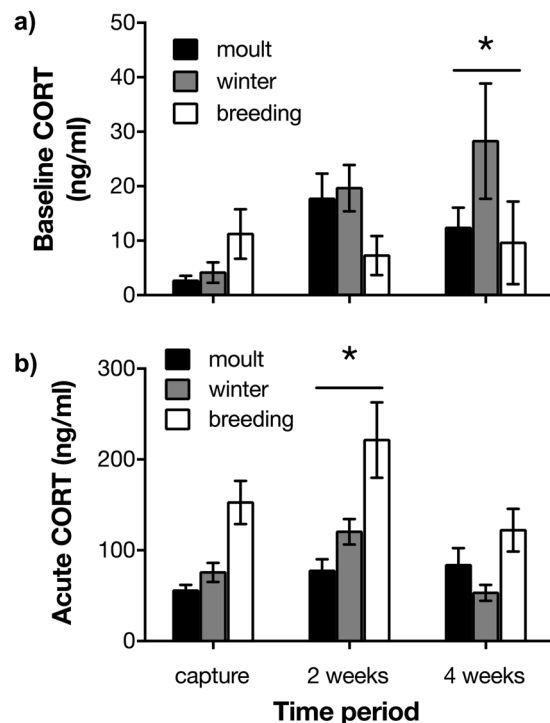 a)
Baseline CORT
(ng/ml)
50
40
30
20
10
0
moult
winter
breeding
*
b)
Acute CORT (ng/ml)
300
200
100
0
moult
winter
breeding
*
capture 2 weeks 4 weeks
Time period